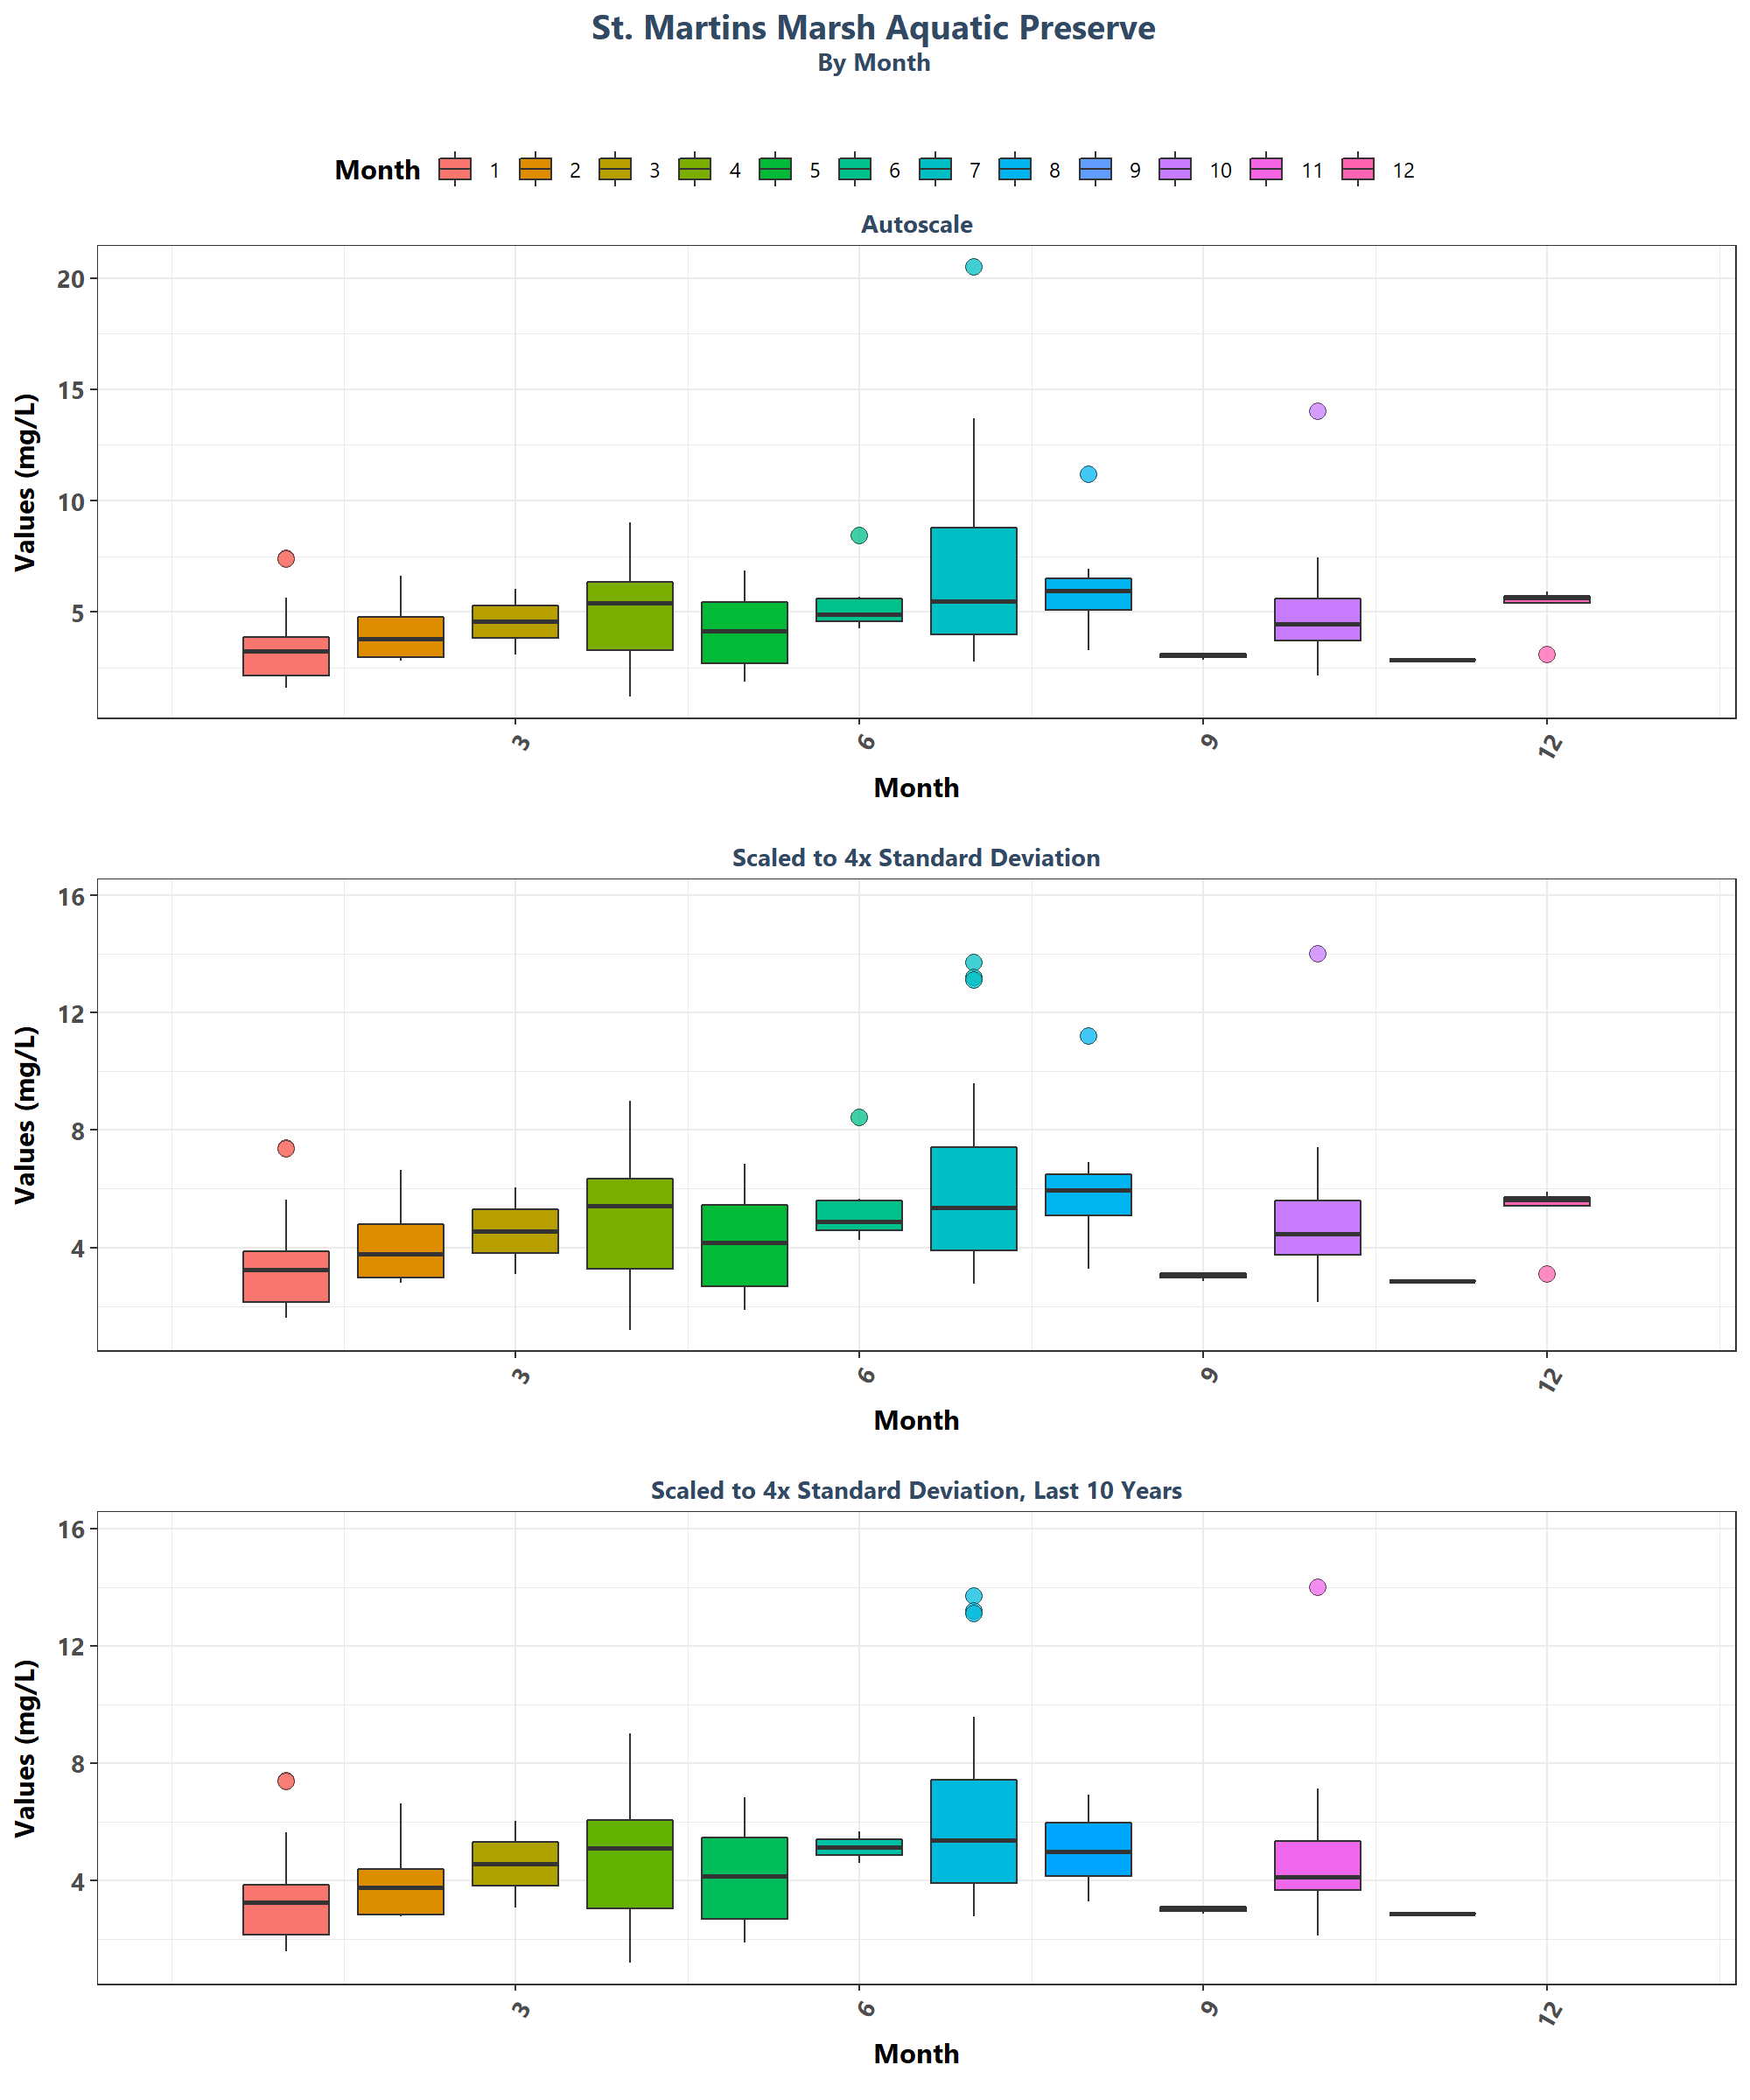 St. Martins Marsh Aquatic Preserve
By Month
Month 1 2 3 4 5 6 7 8 9 10 11 12
Autoscale
20
15
10
5
Values (mg/L)
3 6 9 12
Month
Scaled to 4x Standard Deviation
16
12
8
4
Values (mg/L)
3 6 9 12
Month
Scaled to 4x Standard Deviation, Last 10 Years
16
12
8
4
Values (mg/L)
3 6 9 12
Month